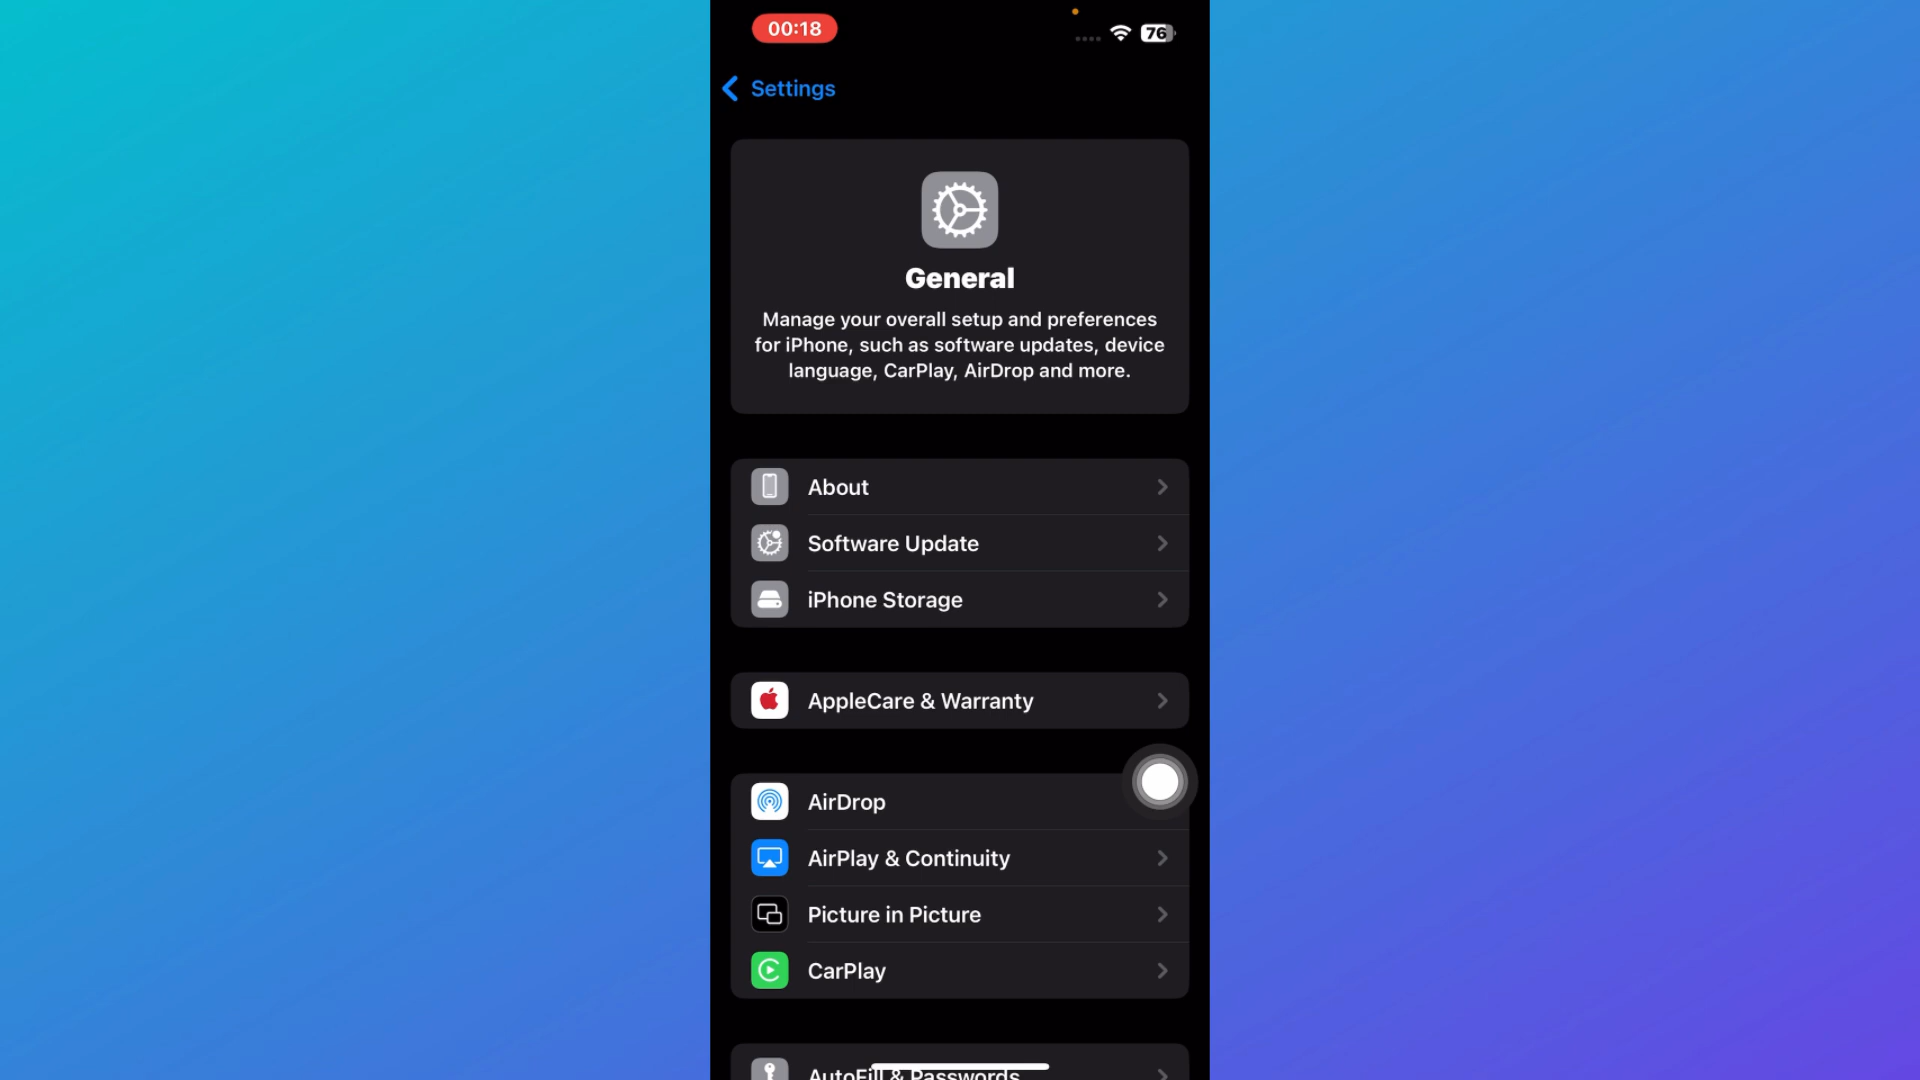 00:18
76
Settings
General
Manage your overall setup and preferences
for iPhone, such as software updates, device
language, CarPlay, AirDrop and more.
About
Software Update
iPhone Storage
AppleCare & Warranty
AirDrop
AirPlay & Continuity
Picture in Picture
CarPlay
AutoFill & Passwords